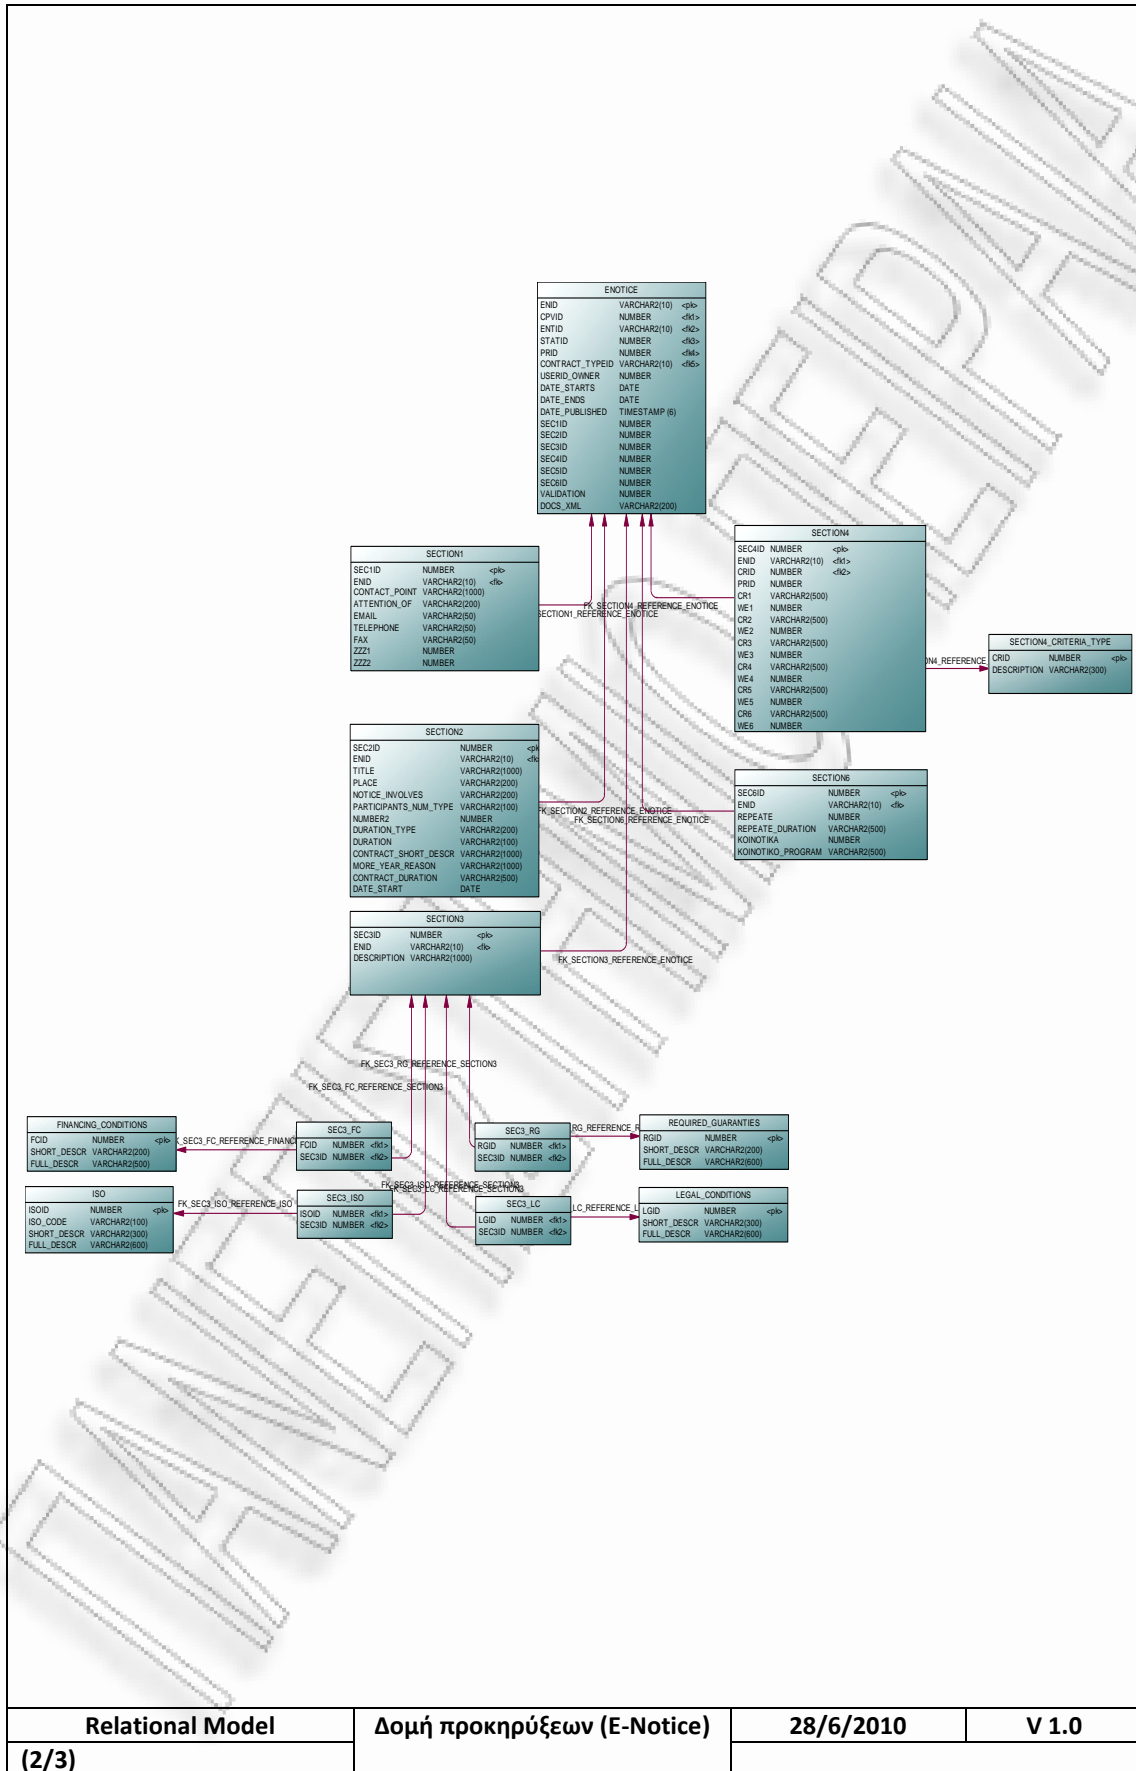 ENOTICE
ENID VARCHAR2(10) <pk>
CPVID NUMBER <fk1>
ENTID VARCHAR2(10) <fk2>
STATID NUMBER <fk3>
PRID NUMBER <fk4>
CONTRACT_TYPEID VARCHAR2(10) <fk5>
USERID_OWNER NUMBER
DATE_STARTS DATE
DATE_ENDS DATE
DATE_PUBLISHED TIMESTAMP(6)
SEC1ID NUMBER
SEC2ID NUMBER
SEC3ID NUMBER
SEC4ID NUMBER
SEC5ID NUMBER
SEC6ID NUMBER
VALIDATION NUMBER
DOCS_XML VARCHAR2(200)
SECTION1
SEC1ID NUMBER <pk>
ENID VARCHAR2(10) <fk>
CONTACT_POINT VARCHAR2(1000)
ATTENTION_OF VARCHAR2(200)
EMAIL VARCHAR2(50)
TELEPHONE VARCHAR2(50)
FAX VARCHAR2(50)
ZZZ1 NUMBER
ZZZ2 NUMBER
FK_SECTION4_REFERENCE_ENOTICE
SECTION1_REFERENCE_ENOTICE
SECTION4
SEC4ID NUMBER <pk>
ENID VARCHAR2(10) <fk1>
CRID NUMBER <fk2>
PRID NUMBER
CR1 VARCHAR2(500)
WE1 NUMBER
CR2 VARCHAR2(500)
WE2 NUMBER
CR3 VARCHAR2(500)
WE3 NUMBER
CR4 VARCHAR2(500)
WE4 NUMBER
CR5 VARCHAR2(500)
WE5 NUMBER
CR6 VARCHAR2(500)
WE6 NUMBER
ON4_REFERENCE_
SECTION4_CRITERIA_TYPE
CRID NUMBER <pk>
DESCRIPTION VARCHAR2(300)
SECTION2
SEC2ID NUMBER <pk
ENID VARCHAR2(10) <fk
TITLE VARCHAR2(1000)
PLACE VARCHAR2(200)
NOTICE_INVOLVES VARCHAR2(200)
PARTICIPANTS_NUM_TYPE VARCHAR2(100)
NUMBER2 NUMBER
DURATION_TYPE VARCHAR2(200)
DURATION VARCHAR2(100)
CONTRACT_SHORT_DESCR VARCHAR2(1000)
MORE_YEAR_REASON VARCHAR2(1000)
CONTRACT_DURATION VARCHAR2(500)
DATE_START DATE
FK_SECTION2_REFERENCE_ENOTICE
FK_SECTION6_REFERENCE_ENOTICE
SECTION6
SEC6ID NUMBER <pk>
ENID VARCHAR2(10) <fk>
REPEATE NUMBER
REPEATE_DURATION VARCHAR2(500)
KOINOTIKA NUMBER
KOINOTIKO_PROGRAM VARCHAR2(500)
SECTION3
SEC3ID NUMBER <pk>
ENID VARCHAR2(10) <fk>
DESCRIPTION VARCHAR2(1000)
FK_SECTION3_REFERENCE_ENOTICE
FK_SEC3_RG_REFERENCE_SECTION3
FK_SEC3_FC_REFERENCE_SECTION3
FINANCING_CONDITIONS
FCID NUMBER <pk>
SHORT_DESCR VARCHAR2(200)
FULL_DESCR VARCHAR2(500)
K_SEC3_FC_REFERENCE_FINANC
SEC3_FC
FCID NUMBER <fk1>
SEC3ID NUMBER <fk2>
SEC3_RG
RGID NUMBER <fk1>
SEC3ID NUMBER <fk2>
RG_REFERENCE_R
REQUIRED_GUARANTIES
RGID NUMBER <pk>
SHORT_DESCR VARCHAR2(200)
FULL_DESCR VARCHAR2(600)
FK_SEC3_ISO_REFERENCE_SECTION3
FK_SEC3_LC_REFERENCE_SECTION3
ISO
ISOID NUMBER <pk>
ISO_CODE VARCHAR2(100)
SHORT_DESCR VARCHAR2(300)
FULL_DESCR VARCHAR2(600)
FK_SEC3_ISO_REFERENCE_ISO
SEC3_ISO
ISOID NUMBER <fk1>
SEC3ID NUMBER <fk2>
SEC3_LC
LGID NUMBER <fk1>
SEC3ID NUMBER <fk2>
LC_REFERENCE_L
LEGAL_CONDITIONS
LGID NUMBER <pk>
SHORT_DESCR VARCHAR2(300)
FULL_DESCR VARCHAR2(600)
Relational Model
(2/3)
Δομή προκηρύξεων (E-Notice)
28/6/2010
V 1.0